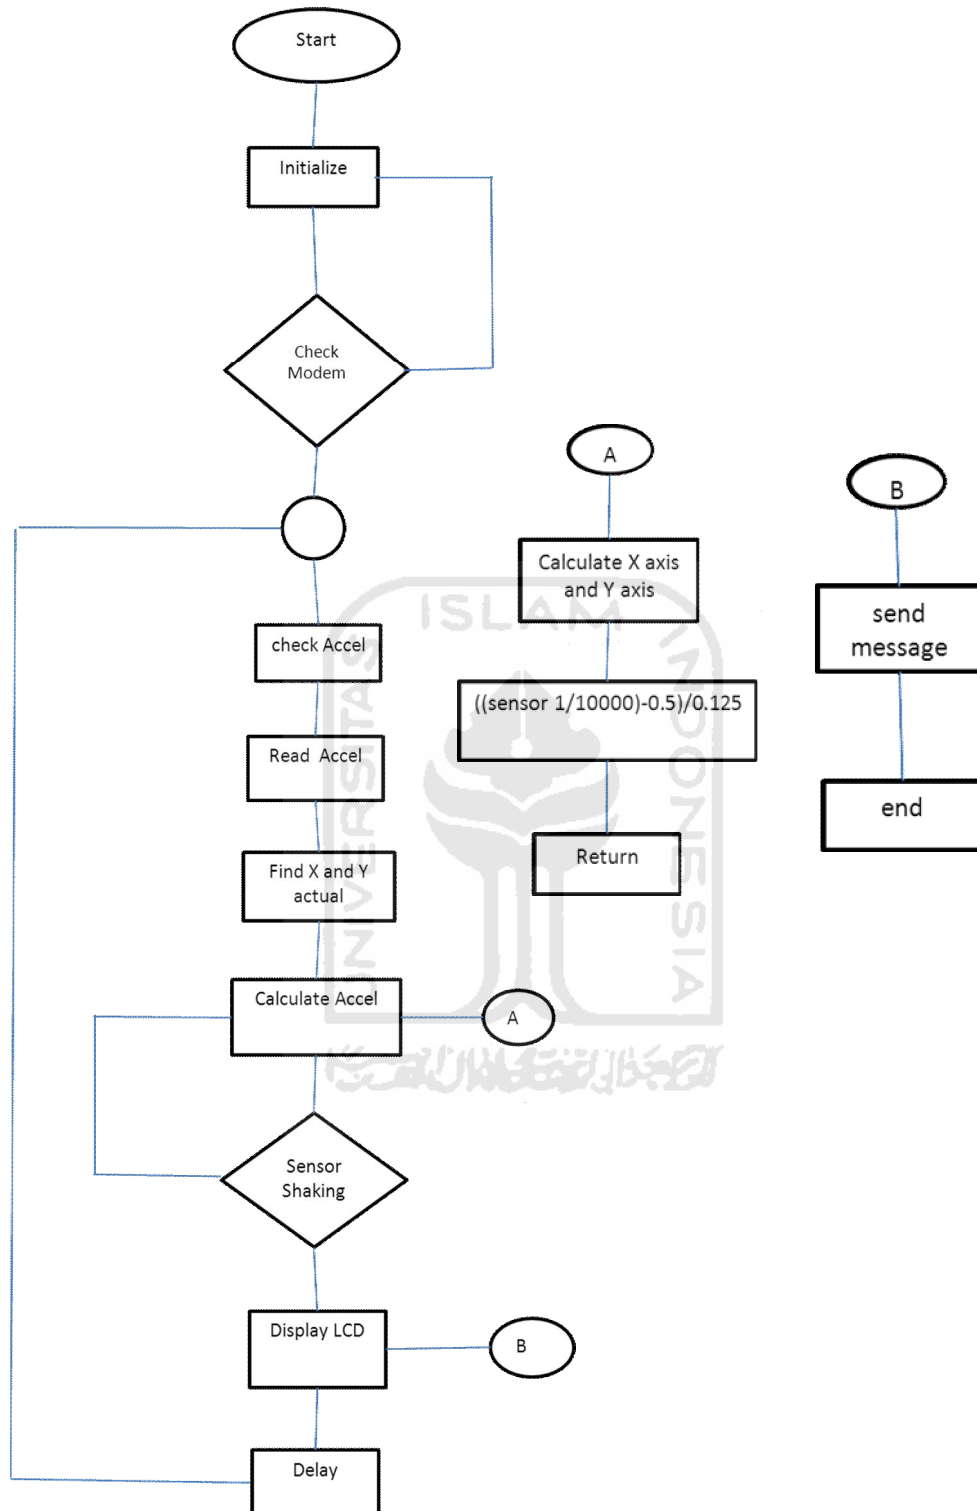 Start
Initialize
Check
Modem
check Accel
Read  Accel
Find X and Y
actual
Calculate Accel
A
Sensor
Shaking
Display LCD
B
Delay
A
Calculate X axis
and Y axis
((sensor 1/10000)-0.5)/0.125
Return
B
send
message
end
UNIVERSITAS
ISLAM
INDONESIA